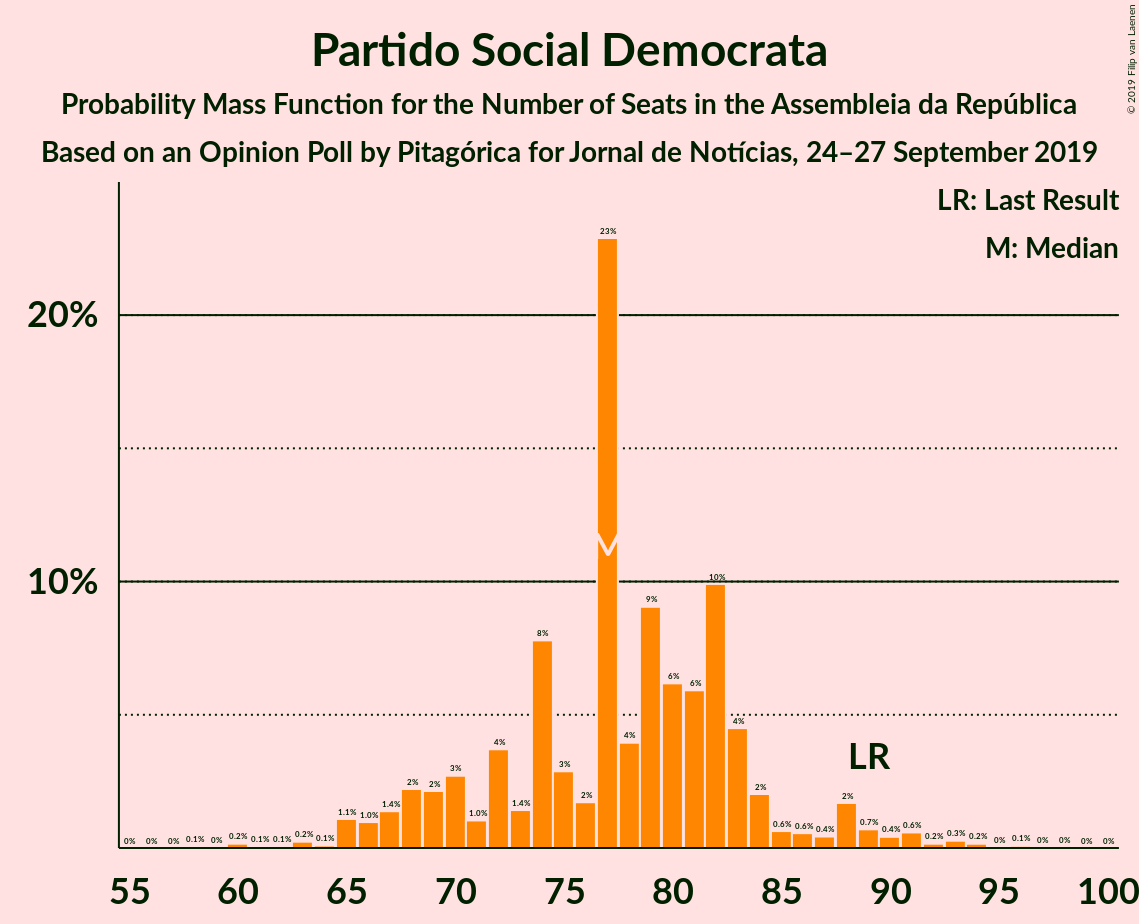 Partido Social Democrata
Probability Mass Function for the Number of Seats in the Assembleia da República
Based on an Opinion Poll by Pitagórica for Jornal de Notícias, 24–27 September 2019
© 2019 Filip van Laenen
LR: Last Result
M: Median
20%
10%
0% 0% 0% 0.1% 0% 0.2% 0.1% 0.1% 0.2% 0.1% 1.1% 1.0% 1.4% 2% 2% 3% 1.0% 4% 1.4% 8% 3% 2% 23% 4% 9% 6% 6% 10% 4% 2% 0.6% 0.6% 0.4% 2% 0.7% 0.4% 0.6% 0.2% 0.3% 0.2% 0% 0.1% 0% 0% 0% 0%
M
LR
55 60 65 70 75 80 85 90 95 100